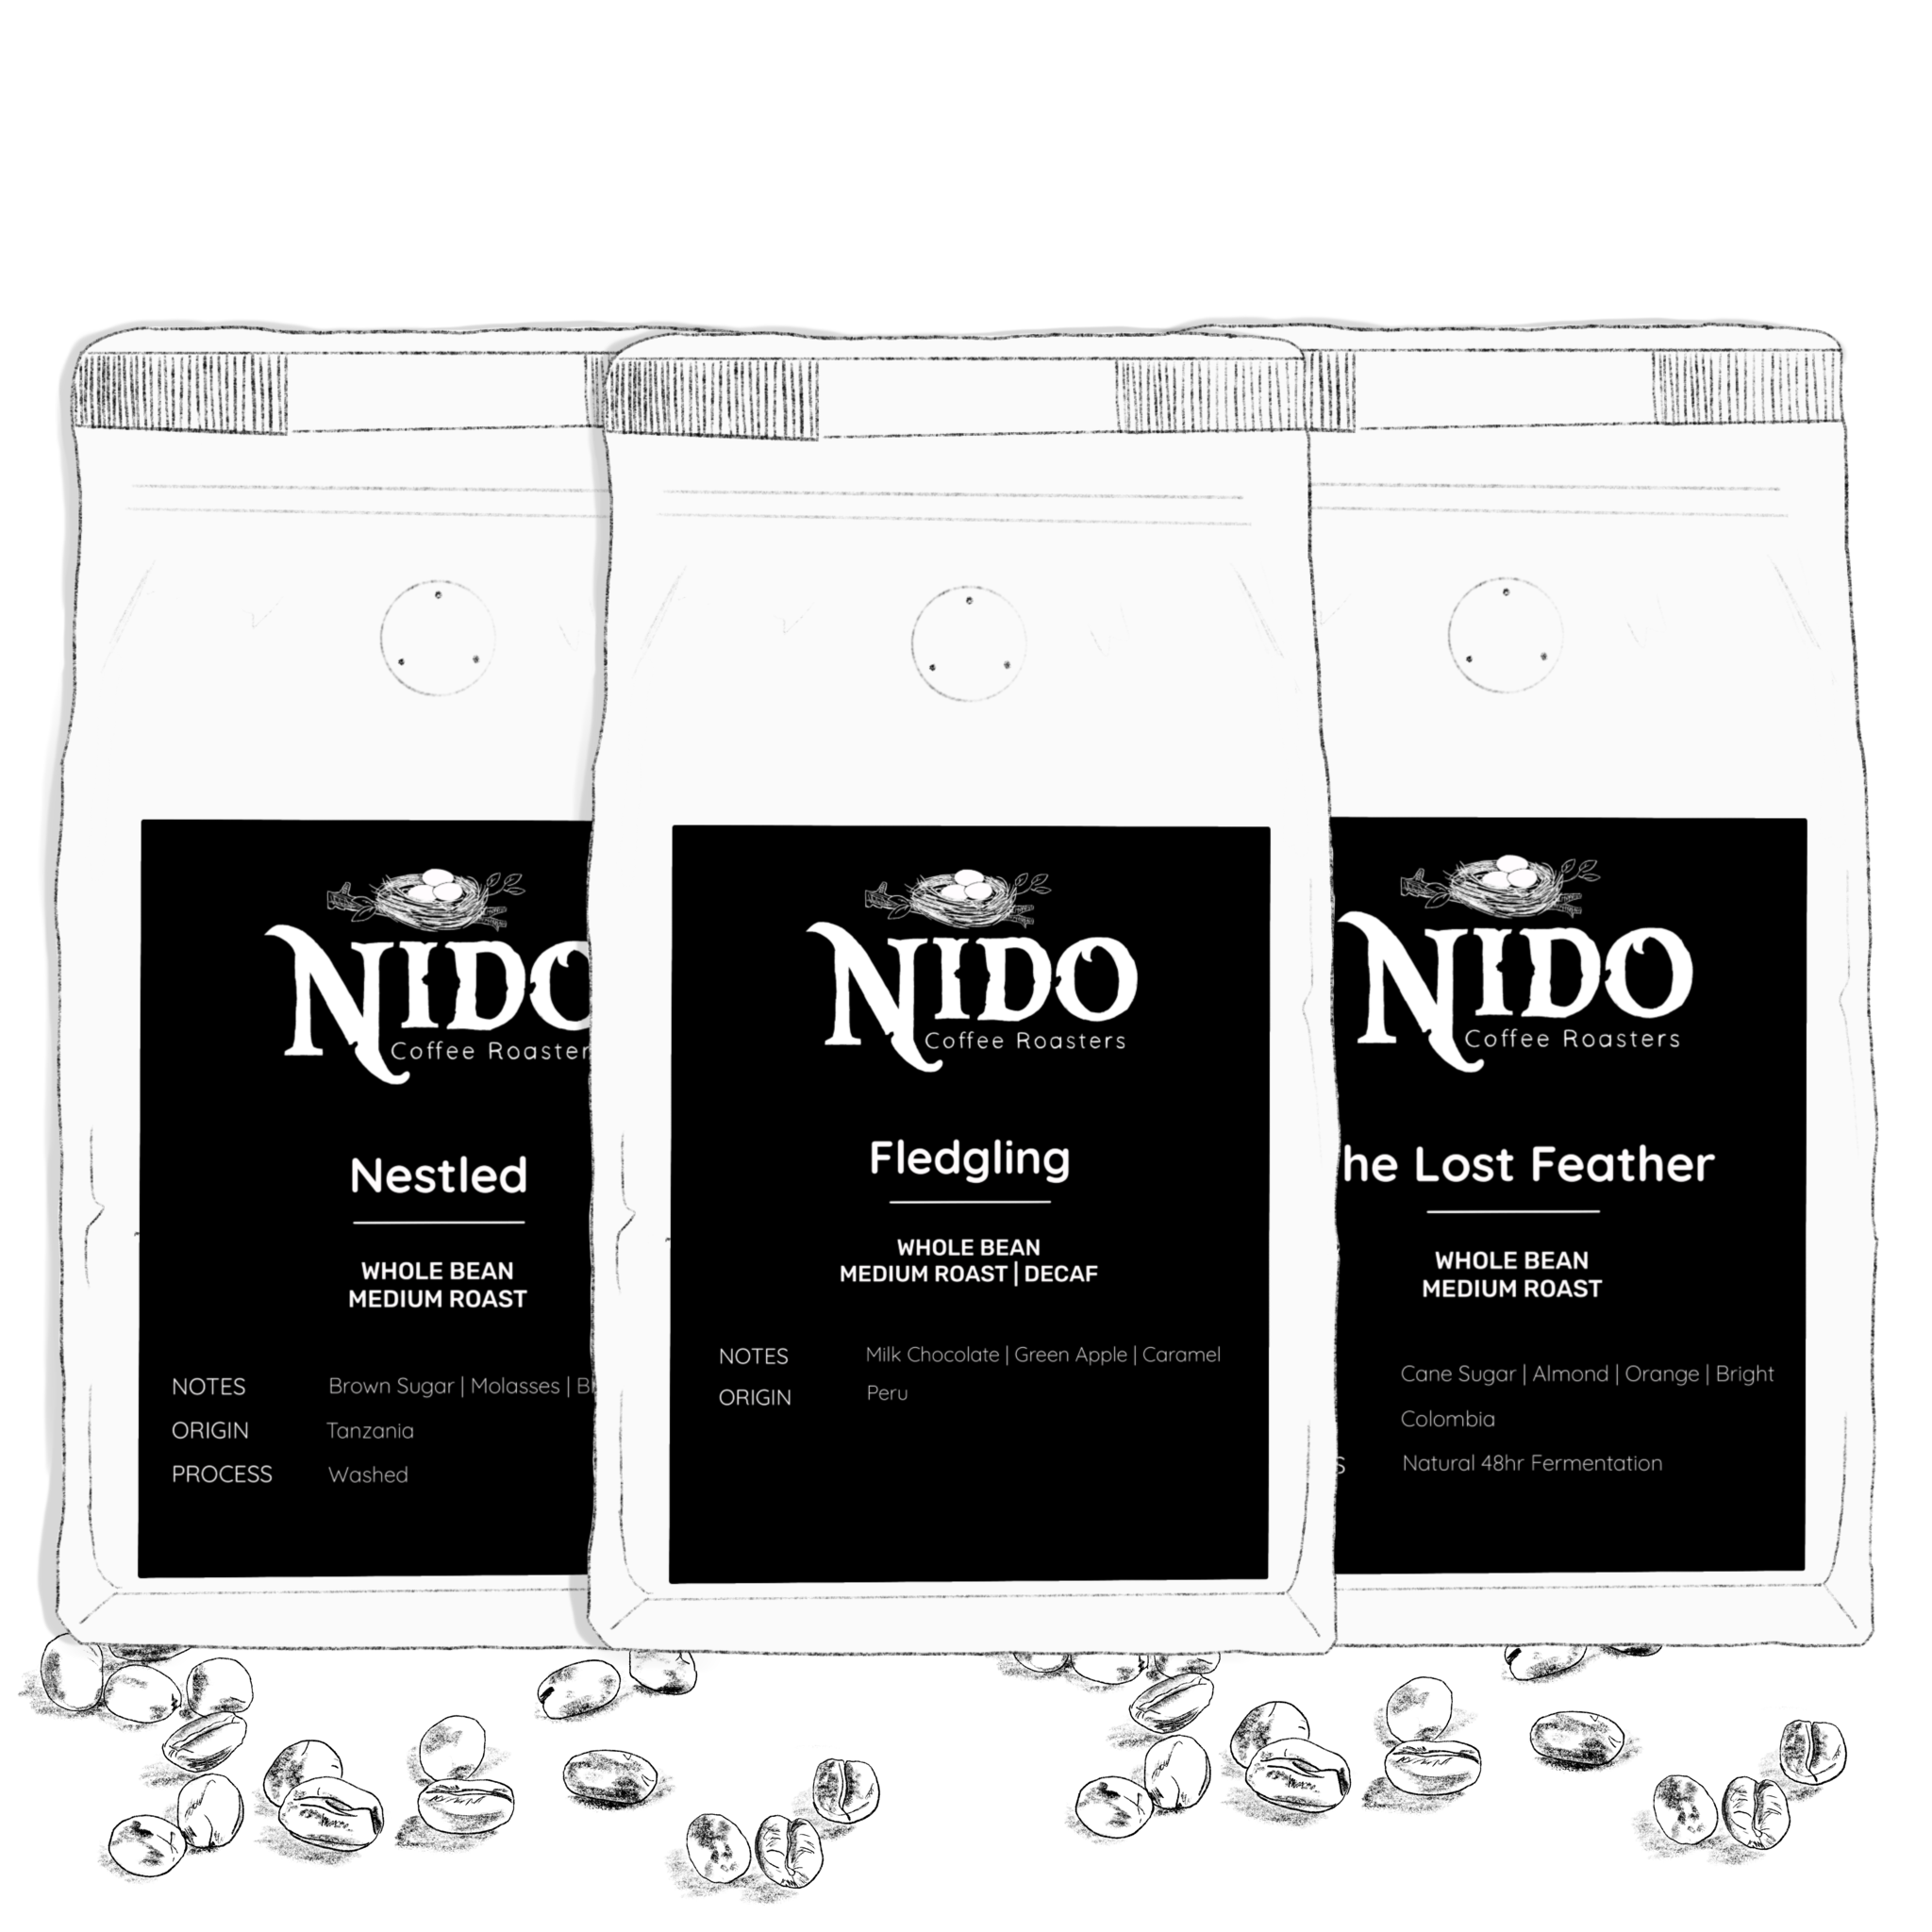 NIDO
Coffee Roaster
Nestled
WHOLE BEAN
MEDIUM ROAST
NOTES Brown Sugar | Molasses |
ORIGIN Tanzania
PROCESS Washed
NIDO
Coffee Roasters
Fledgling
WHOLE BEAN
MEDIUM ROAST | DECAF
NOTES Milk Chocolate | Green Apple | Caramel
ORIGIN Peru
NIDO
Coffee Roasters
he Lost Feather
WHOLE BEAN
MEDIUM ROAST
Cane Sugar | Almond | Orange | Bright
Colombia
S Natural 48hr Fermentation